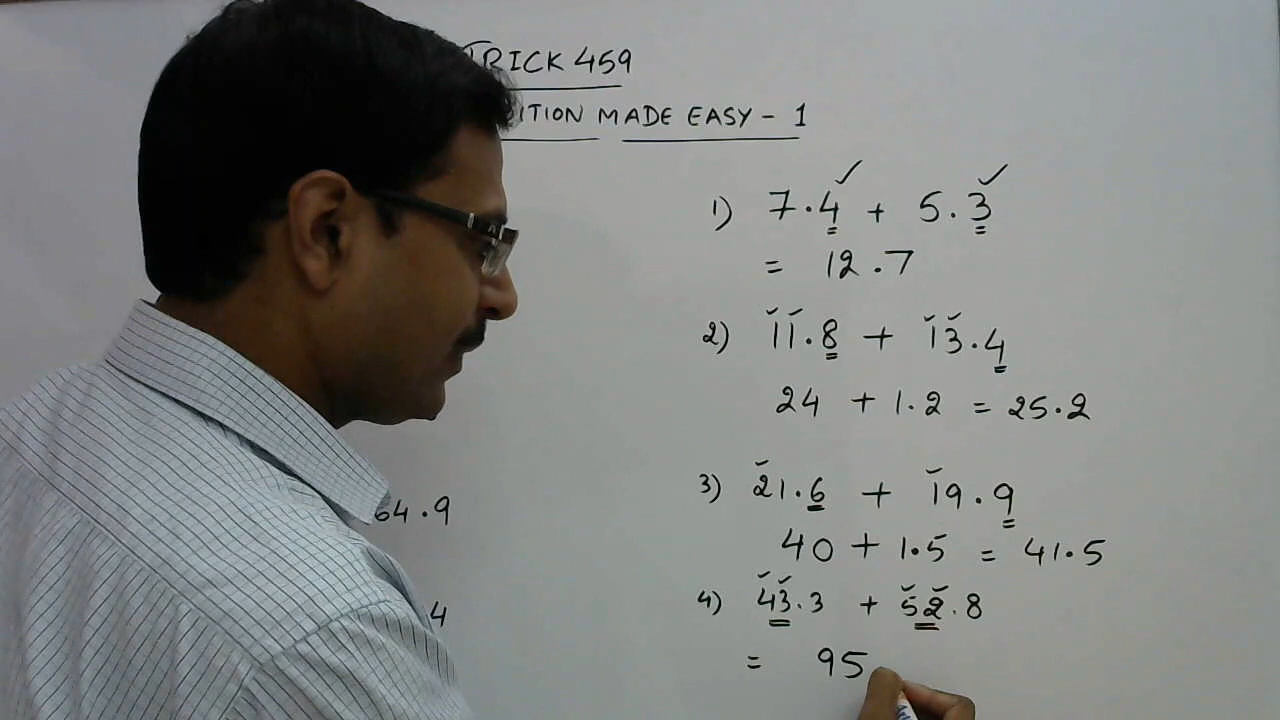 TRICK 459
ITION MADE EASY - 1
1) 7.4 + 5.3
= 12.7
2) 11.8 + 13.4
24 + 1.2 = 25.2
3) 21.6 + 19.9
64.9
40 + 1.5 = 41.5
4) 43.3 + 52.8
4
= 95